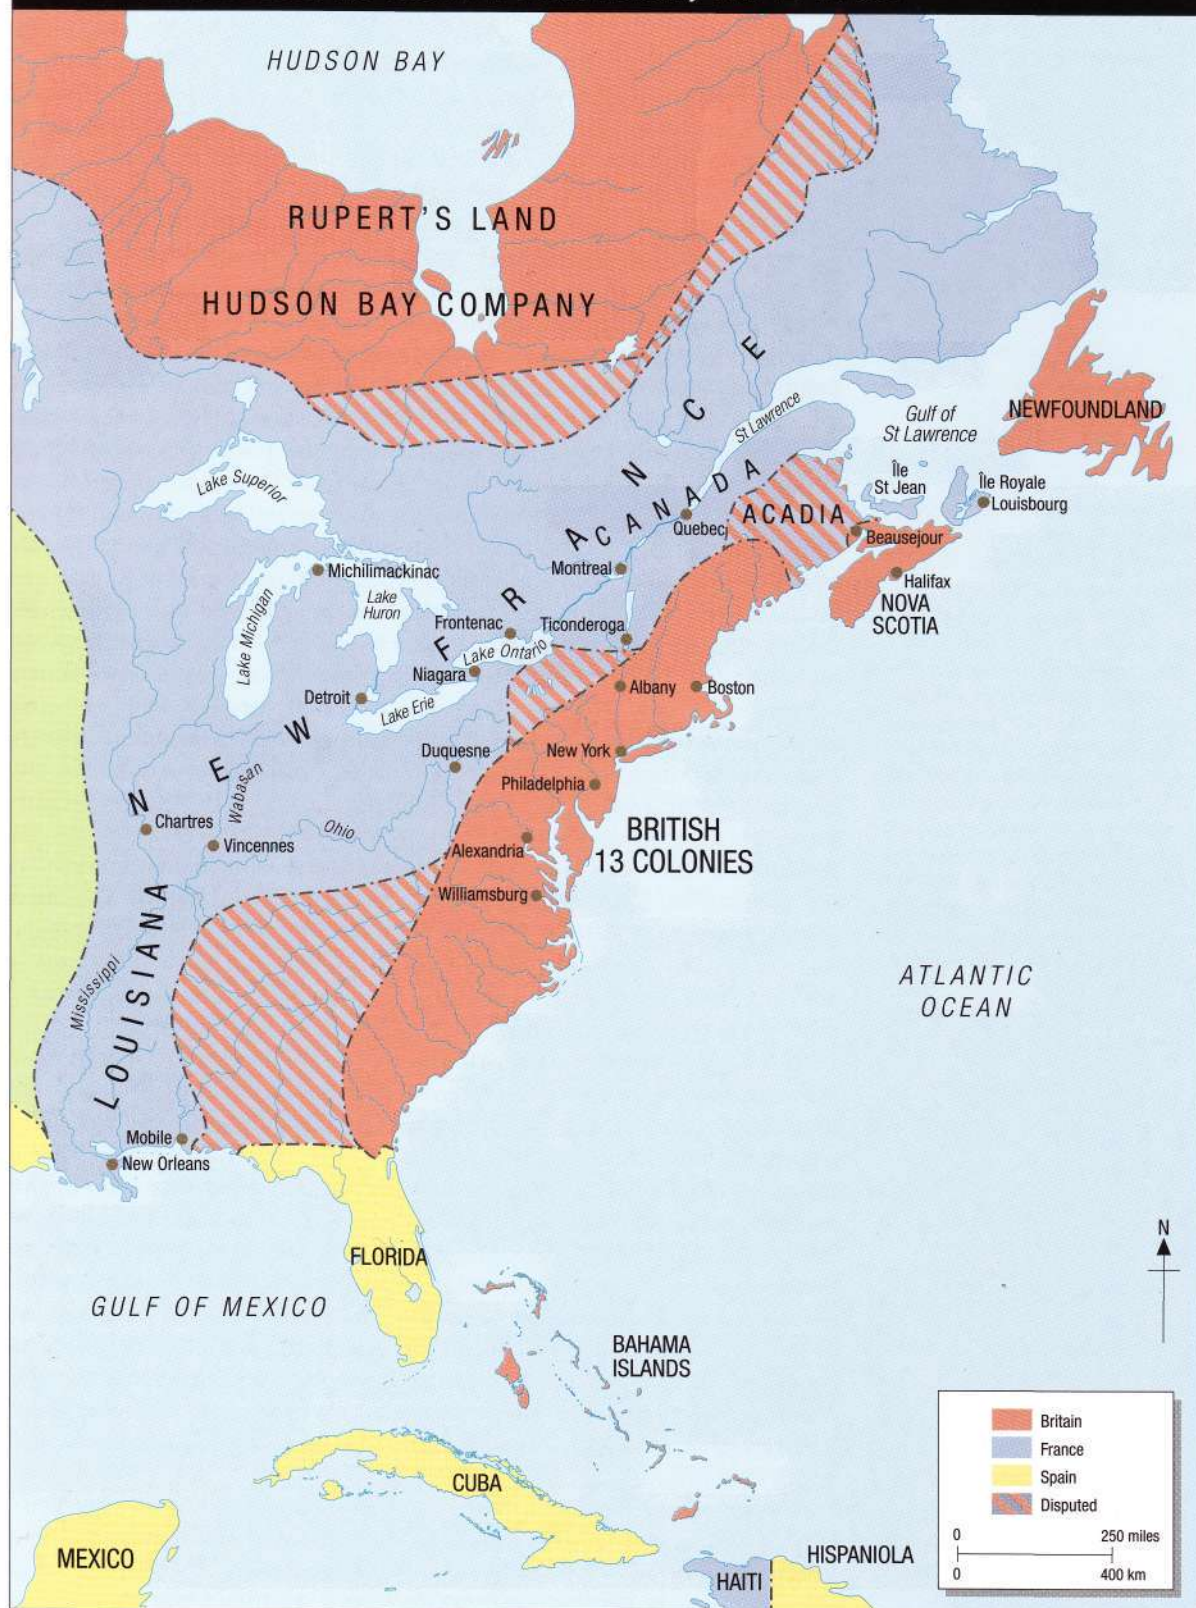 HUDSON BAY
RUPERT'S LAND
HUDSON BAY COMPANY
NEW FRANCE
St Lawrence
Gulf of
St Lawrence
NEWFOUNDLAND
Lake Superior
CANADA
Île
St Jean
Île Royale
Louisbourg
ACADIA
Quebec
Beausejour
Michilimackinac
Montreal
Halifax
NOVA
SCOTIA
Lake Michigan
Lake
Huron
Frontenac
Ticonderoga
Lake Ontario
Niagara
Detroit
Lake Erie
Albany
Boston
Duquesne
New York
Wabasan
Philadelphia
Chartres
Vincennes
Ohio
Alexandria
BRITISH
13 COLONIES
Williamsburg
LOUISIANA
Mississippi
ATLANTIC
OCEAN
Mobile
New Orleans
N
FLORIDA
GULF OF MEXICO
BAHAMA
ISLANDS
CUBA
MEXICO
HAITI
HISPANIOLA
Britain
France
Spain
Disputed
0 250 miles
0 400 km